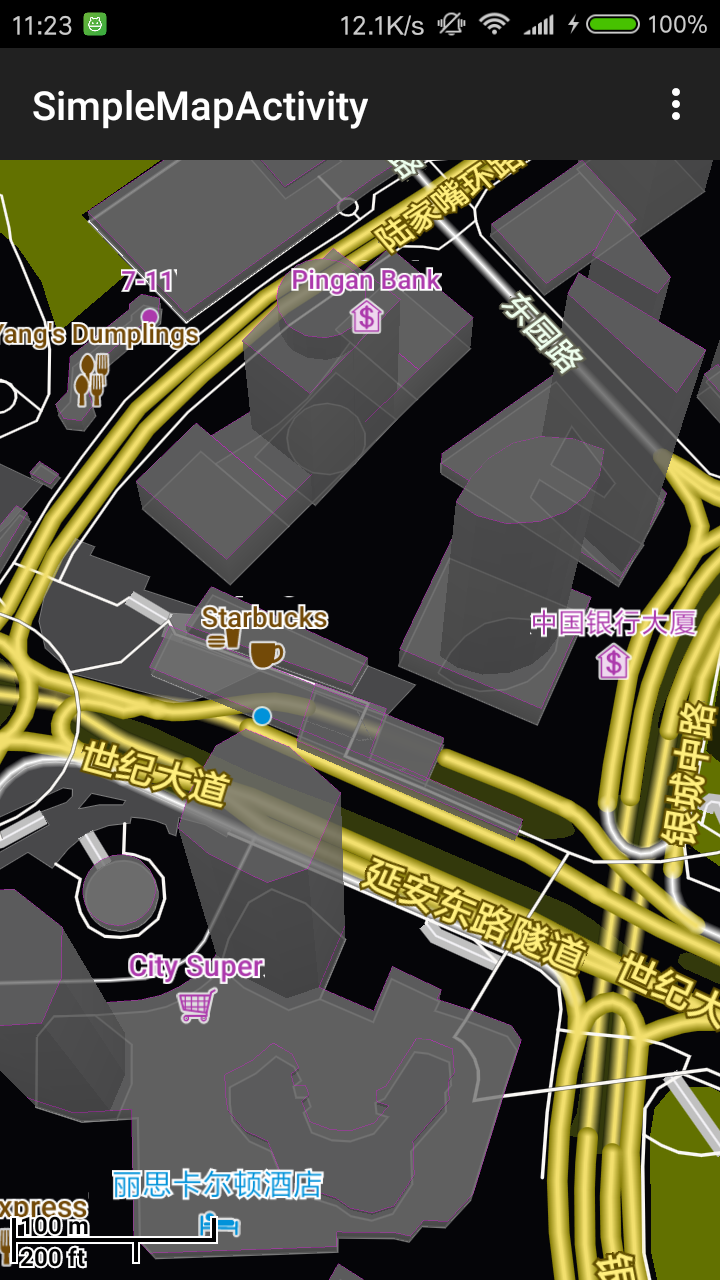 11:23
12.1K/s
100%
SimpleMapActivity
陆家嘴环路
7-11
Pingan Bank
东园路
Yang's Dumplings
Starbucks
中国银行大厦
银城中路
世纪大道
延安东路隧道
世纪大
City Super
丽思卡尔顿酒店
xpress
100 m
200 ft